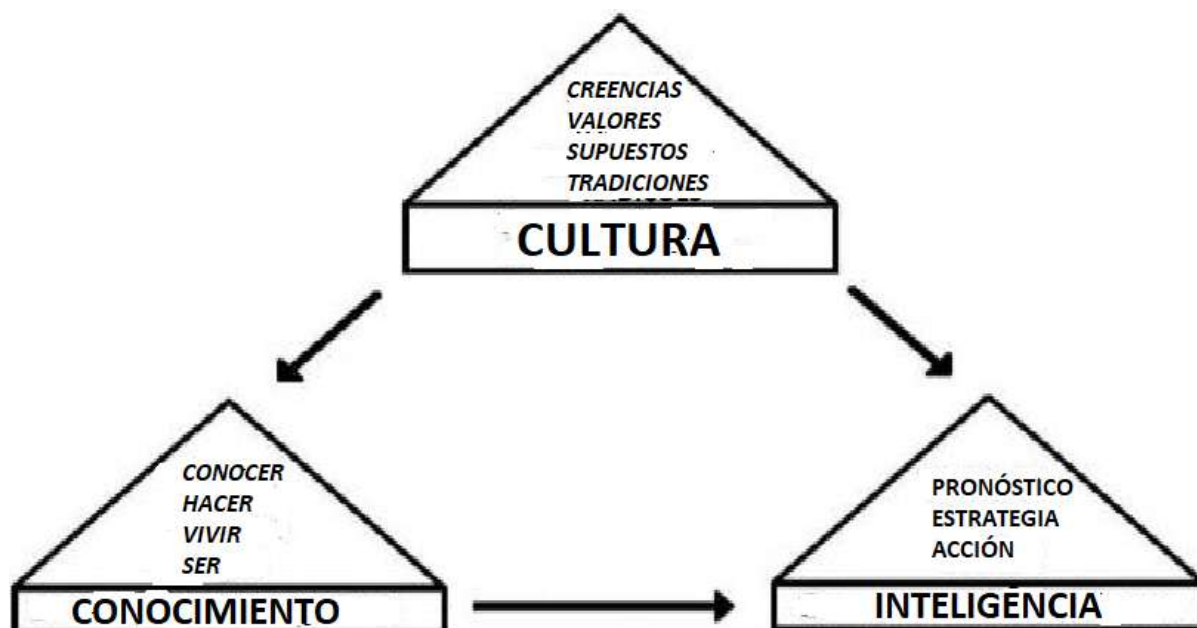 CREENCIAS
VALORES
SUPUESTOS
TRADICIONES
CULTURA
CONOCER
HACER
VIVIR
SER
CONOCIMIENTO
PRONÓSTICO
ESTRATEGIA
ACCIÓN
INTELIGENCIA